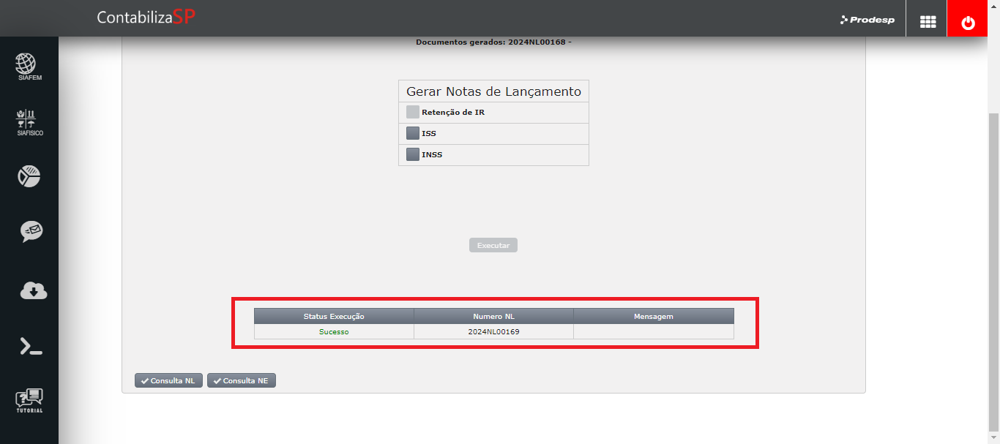 ContabilizaSP
Prodesp
SIAFEM
SIAFISICO
TUTORIAL
Documentos gerados: 2024NL00168 -
Gerar Notas de Lançamento
Retenção de IR
ISS
INSS
Executar
Status Execução Numero NL Mensagem
Sucesso 2024NL00169
Consulta NL Consulta NE